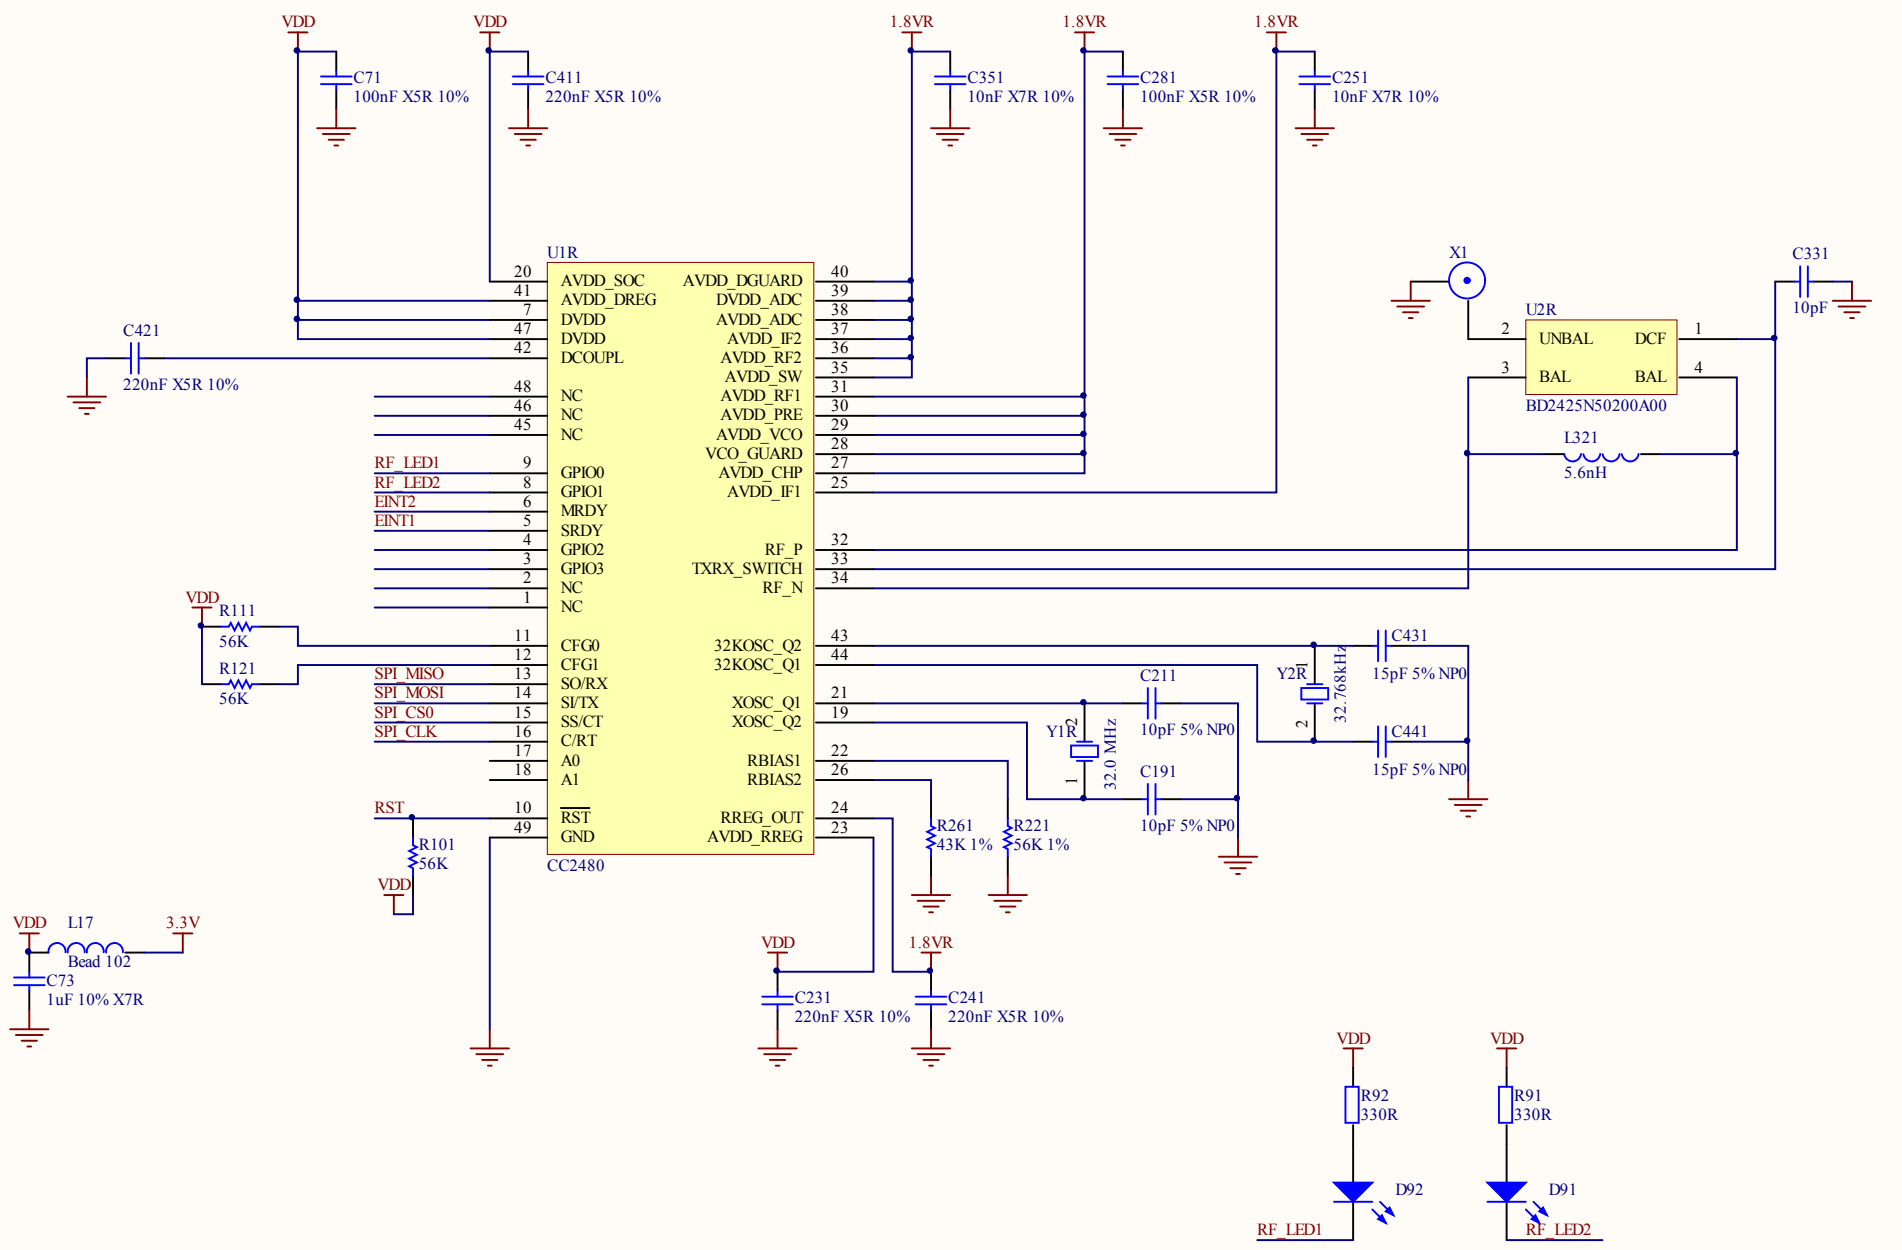 VDD
VDD
1.8VR
1.8VR
1.8VR
C71
100nF X5R 10%
C411
220nF X5R 10%
C351
10nF X7R 10%
C281
100nF X5R 10%
C251
10nF X7R 10%
U1R
20 AVDD_SOC AVDD_DGUARD 40
41 AVDD_DREG DVDD_ADC 39
7 DVDD AVDD_ADC 38
47 DVDD AVDD_IF2 37
42 DCOUPL AVDD_RF2 36
AVDD_SW 35
48 NC AVDD_RF1 31
46 NC AVDD_PRE 30
45 NC AVDD_VCO 29
VCO_GUARD 28
RF_LED1 9 GPIO0 AVDD_CHP 27
RF_LED2 8 GPIO1 AVDD_IF1 25
EINT2 6 MRDY
EINT1 5 SRDY
4 GPIO2 RF_P 32
3 GPIO3 TXRX_SWITCH 33
2 NC RF_N 34
1 NC
11 CFG0 32KOSC_Q2 43
12 CFG1 32KOSC_Q1 44
SPI_MISO 13 SO/RX
SPI_MOSI 14 SI/TX XOSC_Q1 21
SPI_CS0 15 SS/CT XOSC_Q2 19
SPI_CLK 16 C/RT
17 A0 RBIAS1 22
18 A1 RBIAS2 26
RST 10 RST RREG_OUT 24
49 GND AVDD_RREG 23
CC2480
C421
220nF X5R 10%
VDD
R111
56K
R121
56K
R101
56K
VDD
X1
C331
10pF
U2R
2 UNBAL DCF 1
3 BAL BAL 4
BD2425N50200A00
L321
5.6nH
C431
15pF 5% NP0
Y2R
1
2
32.768kHz
C441
15pF 5% NP0
C211
10pF 5% NP0
Y1R
2
1
32.0 MHz
C191
10pF 5% NP0
R261
43K 1%
R221
56K 1%
VDD
L17
3.3V
Bead 102
C73
1uF 10% X7R
VDD
1.8VR
C231
220nF X5R 10%
C241
220nF X5R 10%
VDD
VDD
R92
330R
R91
330R
D92
D91
RF_LED1
RF_LED2